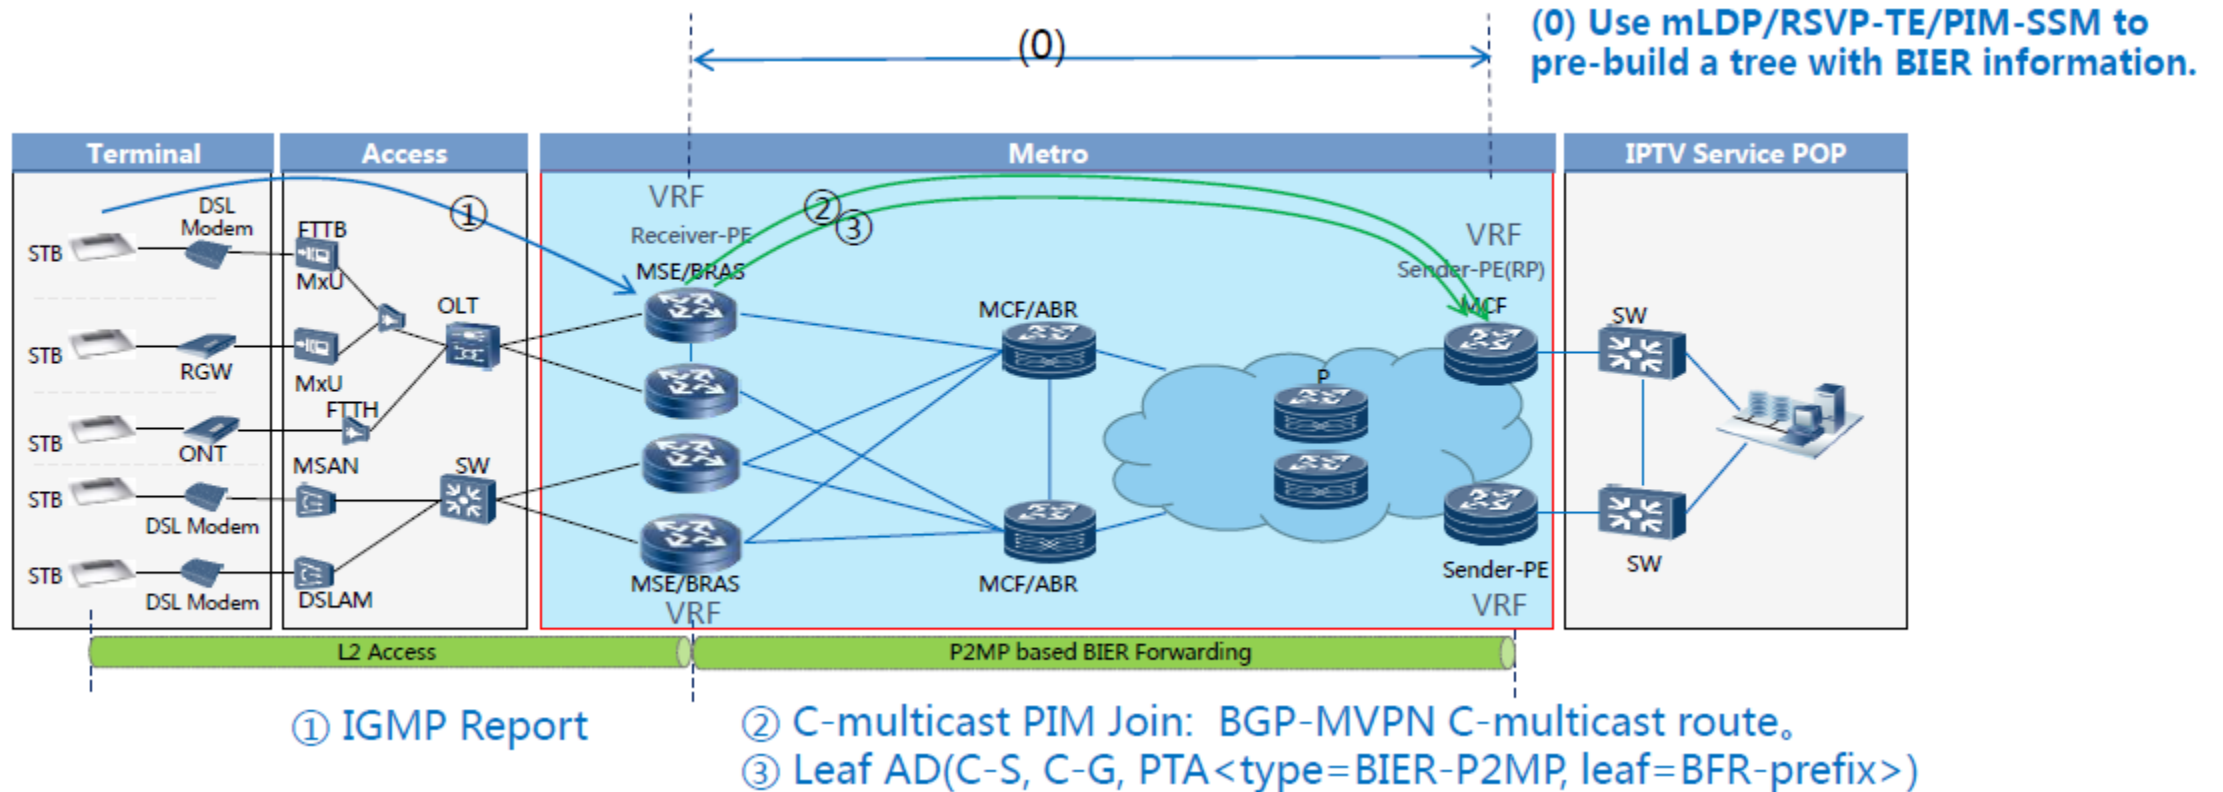 (0)
(0) Use mLDP/RSVP-TE/PIM-SSM to
pre-build a tree with BIER information.
Terminal
Access
Metro
IPTV Service POP
STB
DSL
Modem
FTTB
MxU
①
VRF
Receiver-PE
MSE/BRAS
②
③
VRF
Sender-PE(RP)
MCF
SW
STB
RGW
MxU
OLT
MCF/ABR
P
STB
ONT
FTTH
STB
DSL Modem
MSAN
SW
STB
DSL Modem
DSLAM
MSE/BRAS
VRF
MCF/ABR
Sender-PE
VRF
SW
L2 Access
P2MP based BIER Forwarding
① IGMP Report
② C-multicast PIM Join: BGP-MVPN C-multicast route。
③ Leaf AD(C-S, C-G, PTA<type=BIER-P2MP, leaf=BFR-prefix>)